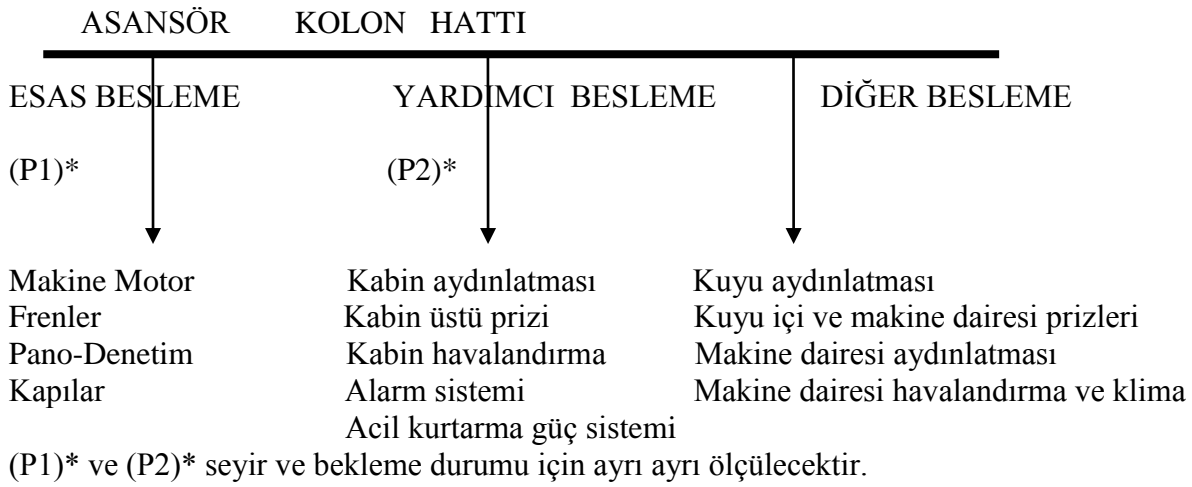 ASANSÖR KOLON HATTI
ESAS BESLEME YARDIMCI BESLEME DİĞER BESLEME
(P1)* (P2)*
Makine Motor Kabin aydınlatması Kuyu aydınlatması
Frenler Kabin üstü prizi Kuyu içi ve makine dairesi prizleri
Pano-Denetim Kabin havalandırma Makine dairesi aydınlatması
Kapılar Alarm sistemi Makine dairesi havalandırma ve klima
Acil kurtarma güç sistemi
(P1)* ve (P2)* seyir ve bekleme durumu için ayrı ayrı ölçülecektir.